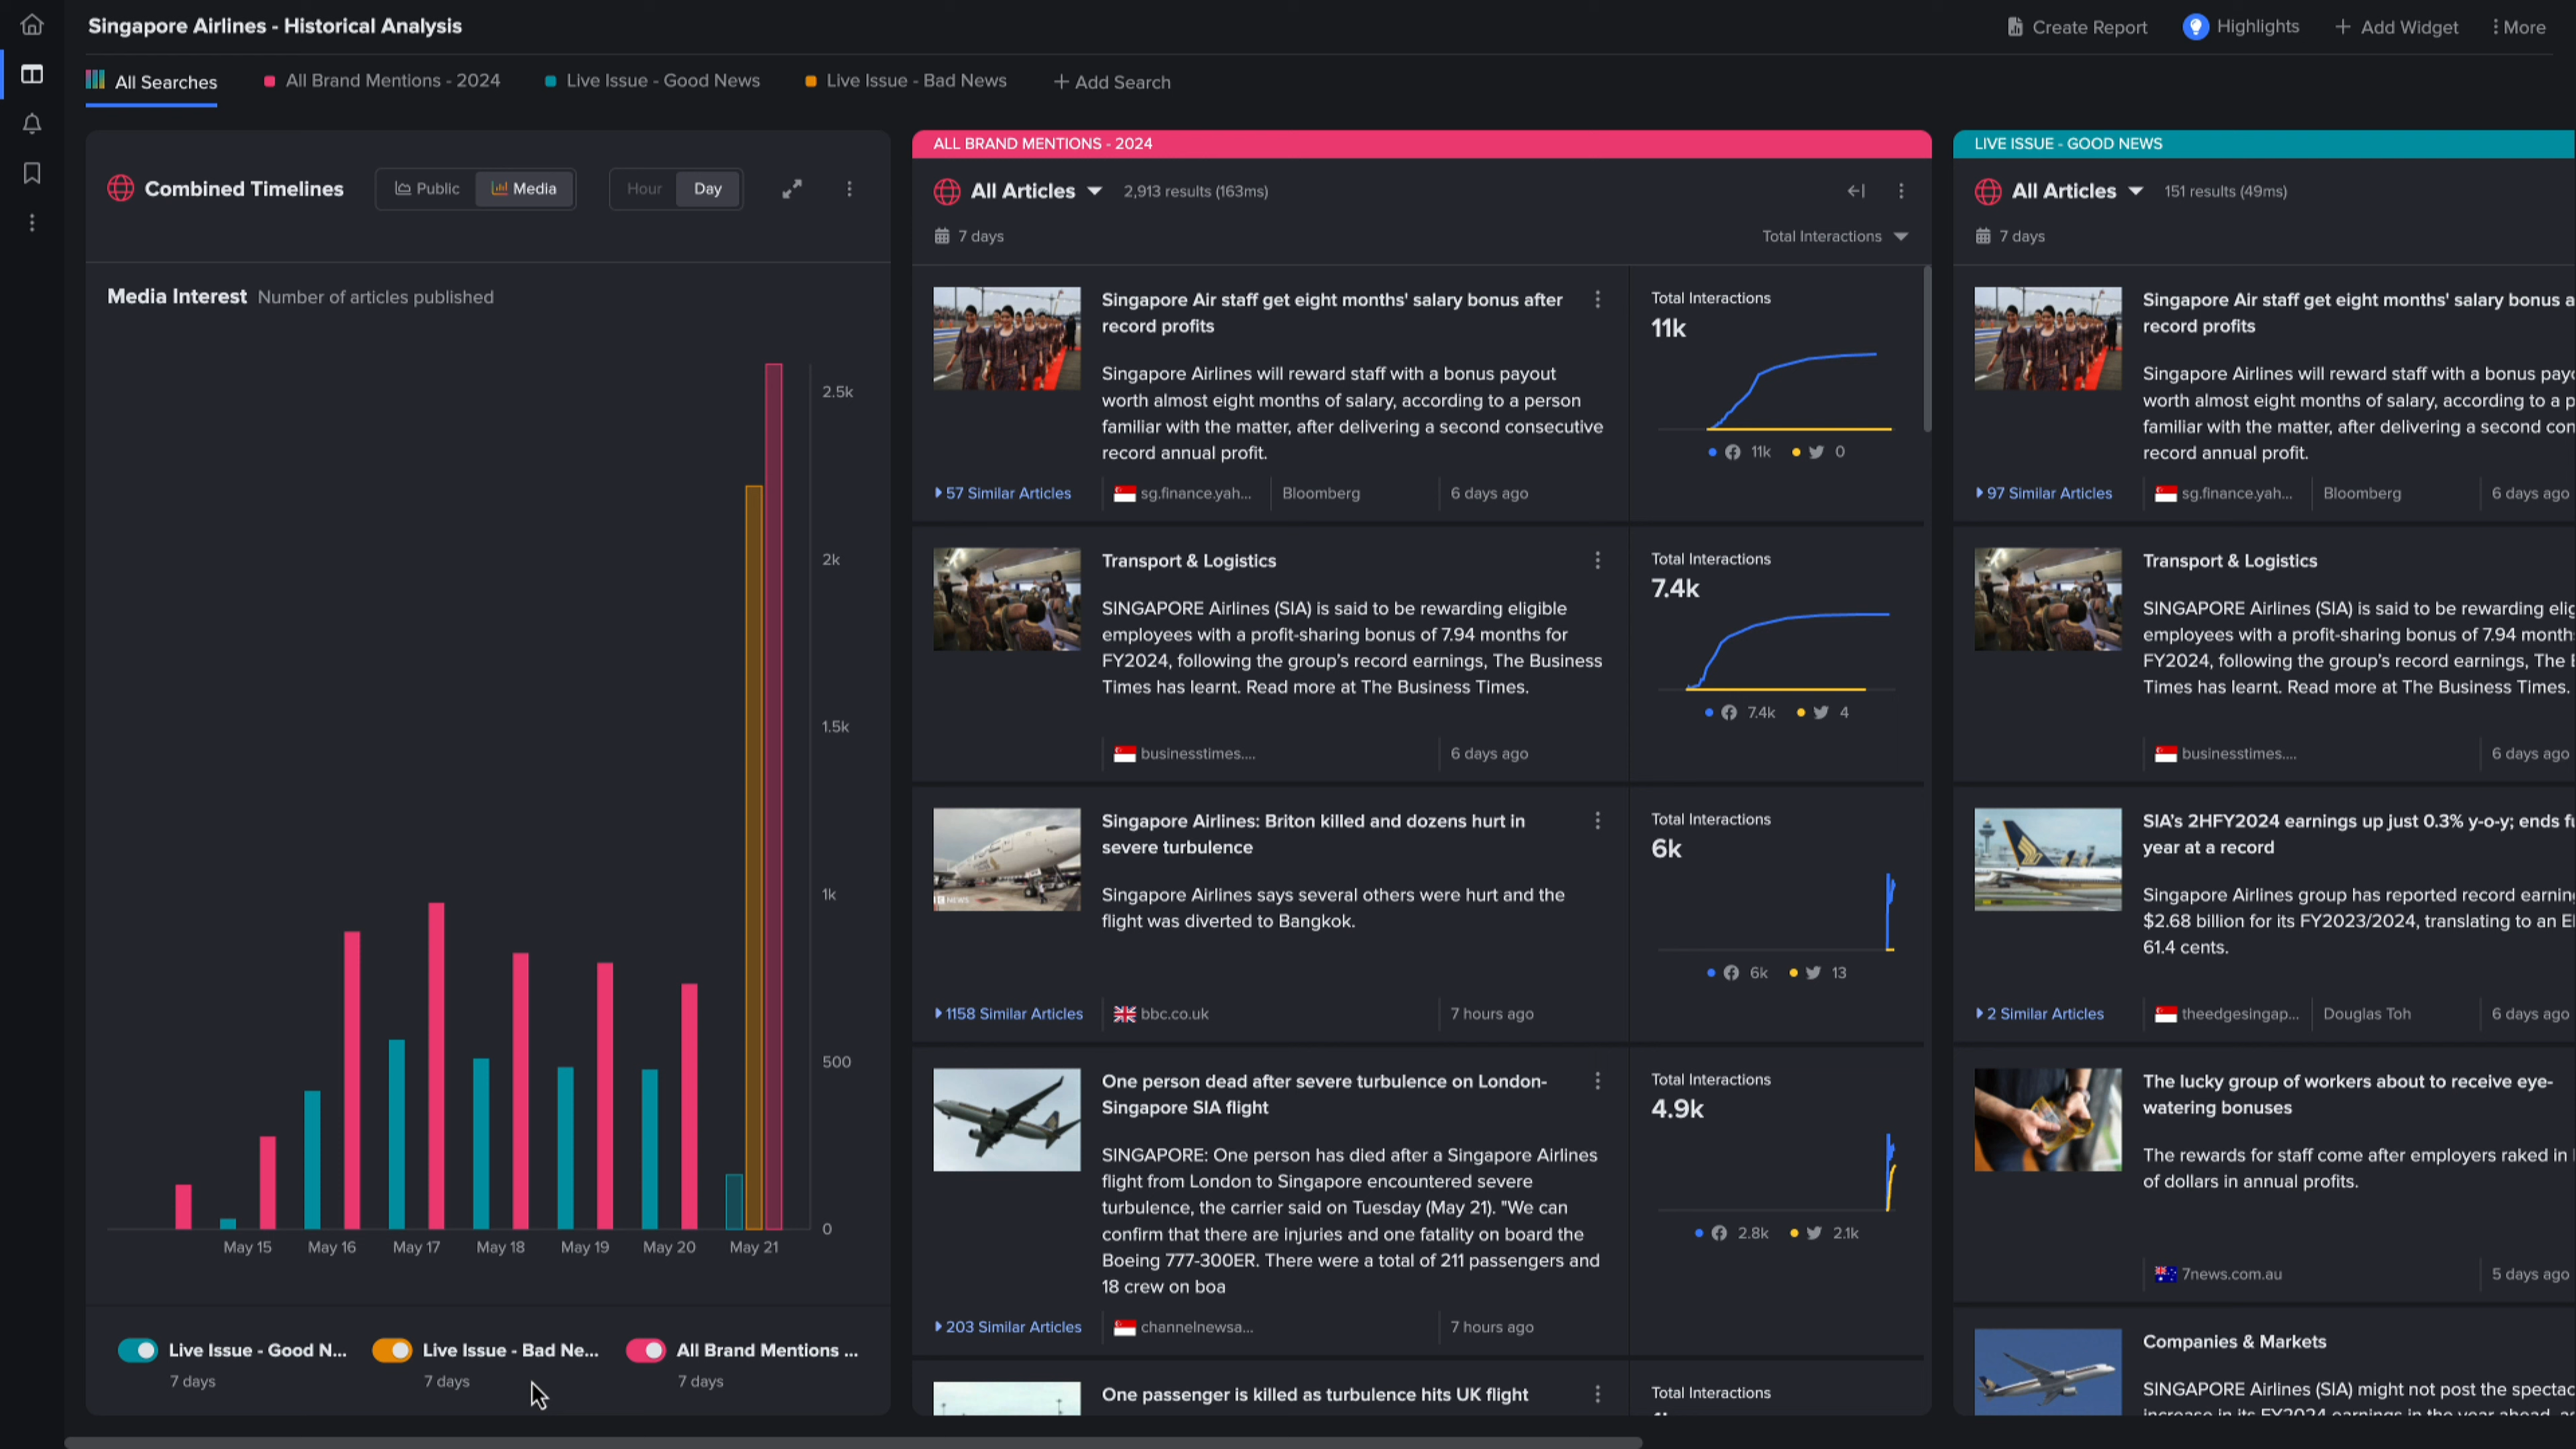 Singapore Airlines - Historical Analysis
Create Report
Highlights
Add Widget
More
All Searches
All Brand Mentions - 2024
Live Issue - Good News
Live Issue - Bad News
Add Search
Combined Timelines
Public
Media
Hour
Day
Media Interest Number of articles published
2.5k
2k
1.5k
1k
500
0
May 15
May 16
May 17
May 18
May 19
May 20
May 21
Live Issue - Good N...
7 days
Live Issue - Bad Ne...
7 days
All Brand Mentions ...
7 days
ALL BRAND MENTIONS - 2024
All Articles 2,913 results (163ms)
7 days
Total Interactions
Singapore Air staff get eight months' salary bonus after
record profits
Singapore Airlines will reward staff with a bonus payout
worth almost eight months of salary, according to a person
familiar with the matter, after delivering a second consecutive
record annual profit.
57 Similar Articles
sg.finance.yah...
Bloomberg
6 days ago
Total Interactions
11k
11k
0
Transport & Logistics
SINGAPORE Airlines (SIA) is said to be rewarding eligible
employees with a profit-sharing bonus of 7.94 months for
FY2024, following the group's record earnings, The Business
Times has learnt. Read more at The Business Times.
businesstimes....
6 days ago
Total Interactions
7.4k
7.4k
4
Singapore Airlines: Briton killed and dozens hurt in
severe turbulence
Singapore Airlines says several others were hurt and the
flight was diverted to Bangkok.
1158 Similar Articles
bbc.co.uk
7 hours ago
Total Interactions
6k
6k
13
One person dead after severe turbulence on London-
Singapore SIA flight
SINGAPORE: One person has died after a Singapore Airlines
flight from London to Singapore encountered severe
turbulence, the carrier said on Tuesday (May 21). "We can
confirm that there are injuries and one fatality on board the
Boeing 777-300ER. There were a total of 211 passengers and
18 crew on boa
203 Similar Articles
channelnewsa...
7 hours ago
Total Interactions
4.9k
2.8k
2.1k
One passenger is killed as turbulence hits UK flight
Total Interactions
LIVE ISSUE - GOOD NEWS
All Articles 151 results (49ms)
7 days
Singapore Air staff get eight months' salary bonus a
record profits
Singapore Airlines will reward staff with a bonus payo
worth almost eight months of salary, according to a p
familiar with the matter, after delivering a second con
record annual profit.
97 Similar Articles
sg.finance.yah...
Bloomberg
6 days ago
Transport & Logistics
SINGAPORE Airlines (SIA) is said to be rewarding elig
employees with a profit-sharing bonus of 7.94 month
FY2024, following the group's record earnings, The B
Times has learnt. Read more at The Business Times.
businesstimes....
6 days ago
SIA's 2HFY2024 earnings up just 0.3% y-o-y; ends fu
year at a record
Singapore Airlines group has reported record earning
$2.68 billion for its FY2023/2024, translating to an E
61.4 cents.
2 Similar Articles
theedgesingap...
Douglas Toh
6 days ago
The lucky group of workers about to receive eye-
watering bonuses
The rewards for staff come after employers raked in
of dollars in annual profits.
7news.com.au
5 days ago
Companies & Markets
SINGAPORE Airlines (SIA) might not post the spectac
increase in its FY2024 earnings in the year ahead, a